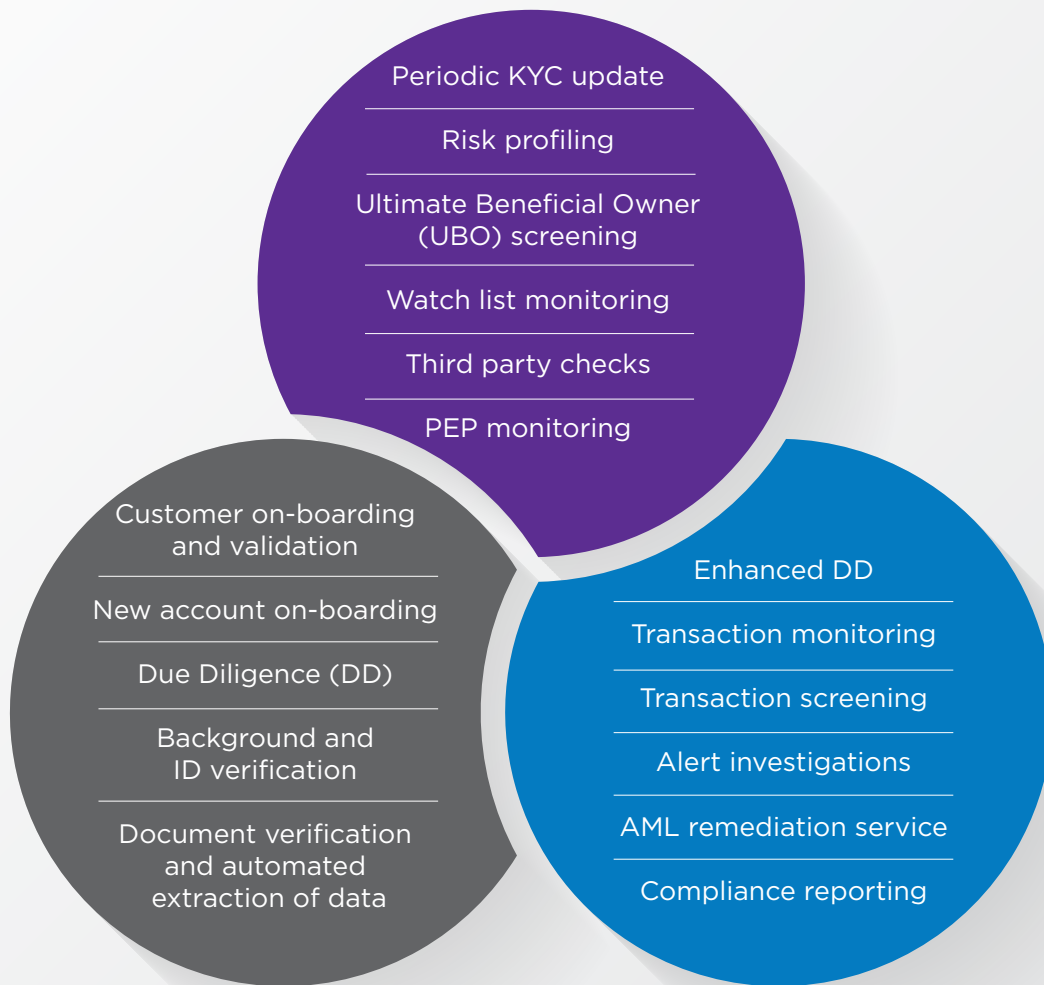 Periodic KYC update
Risk profiling
Ultimate Beneficial Owner
(UBO) screening
Watch list monitoring
Third party checks
PEP monitoring
Customer on-boarding
and validation
New account on-boarding
Due Diligence (DD)
Background and
ID verification
Document verification
and automated
extraction of data
Enhanced DD
Transaction monitoring
Transaction screening
Alert investigations
AML remediation service
Compliance reporting